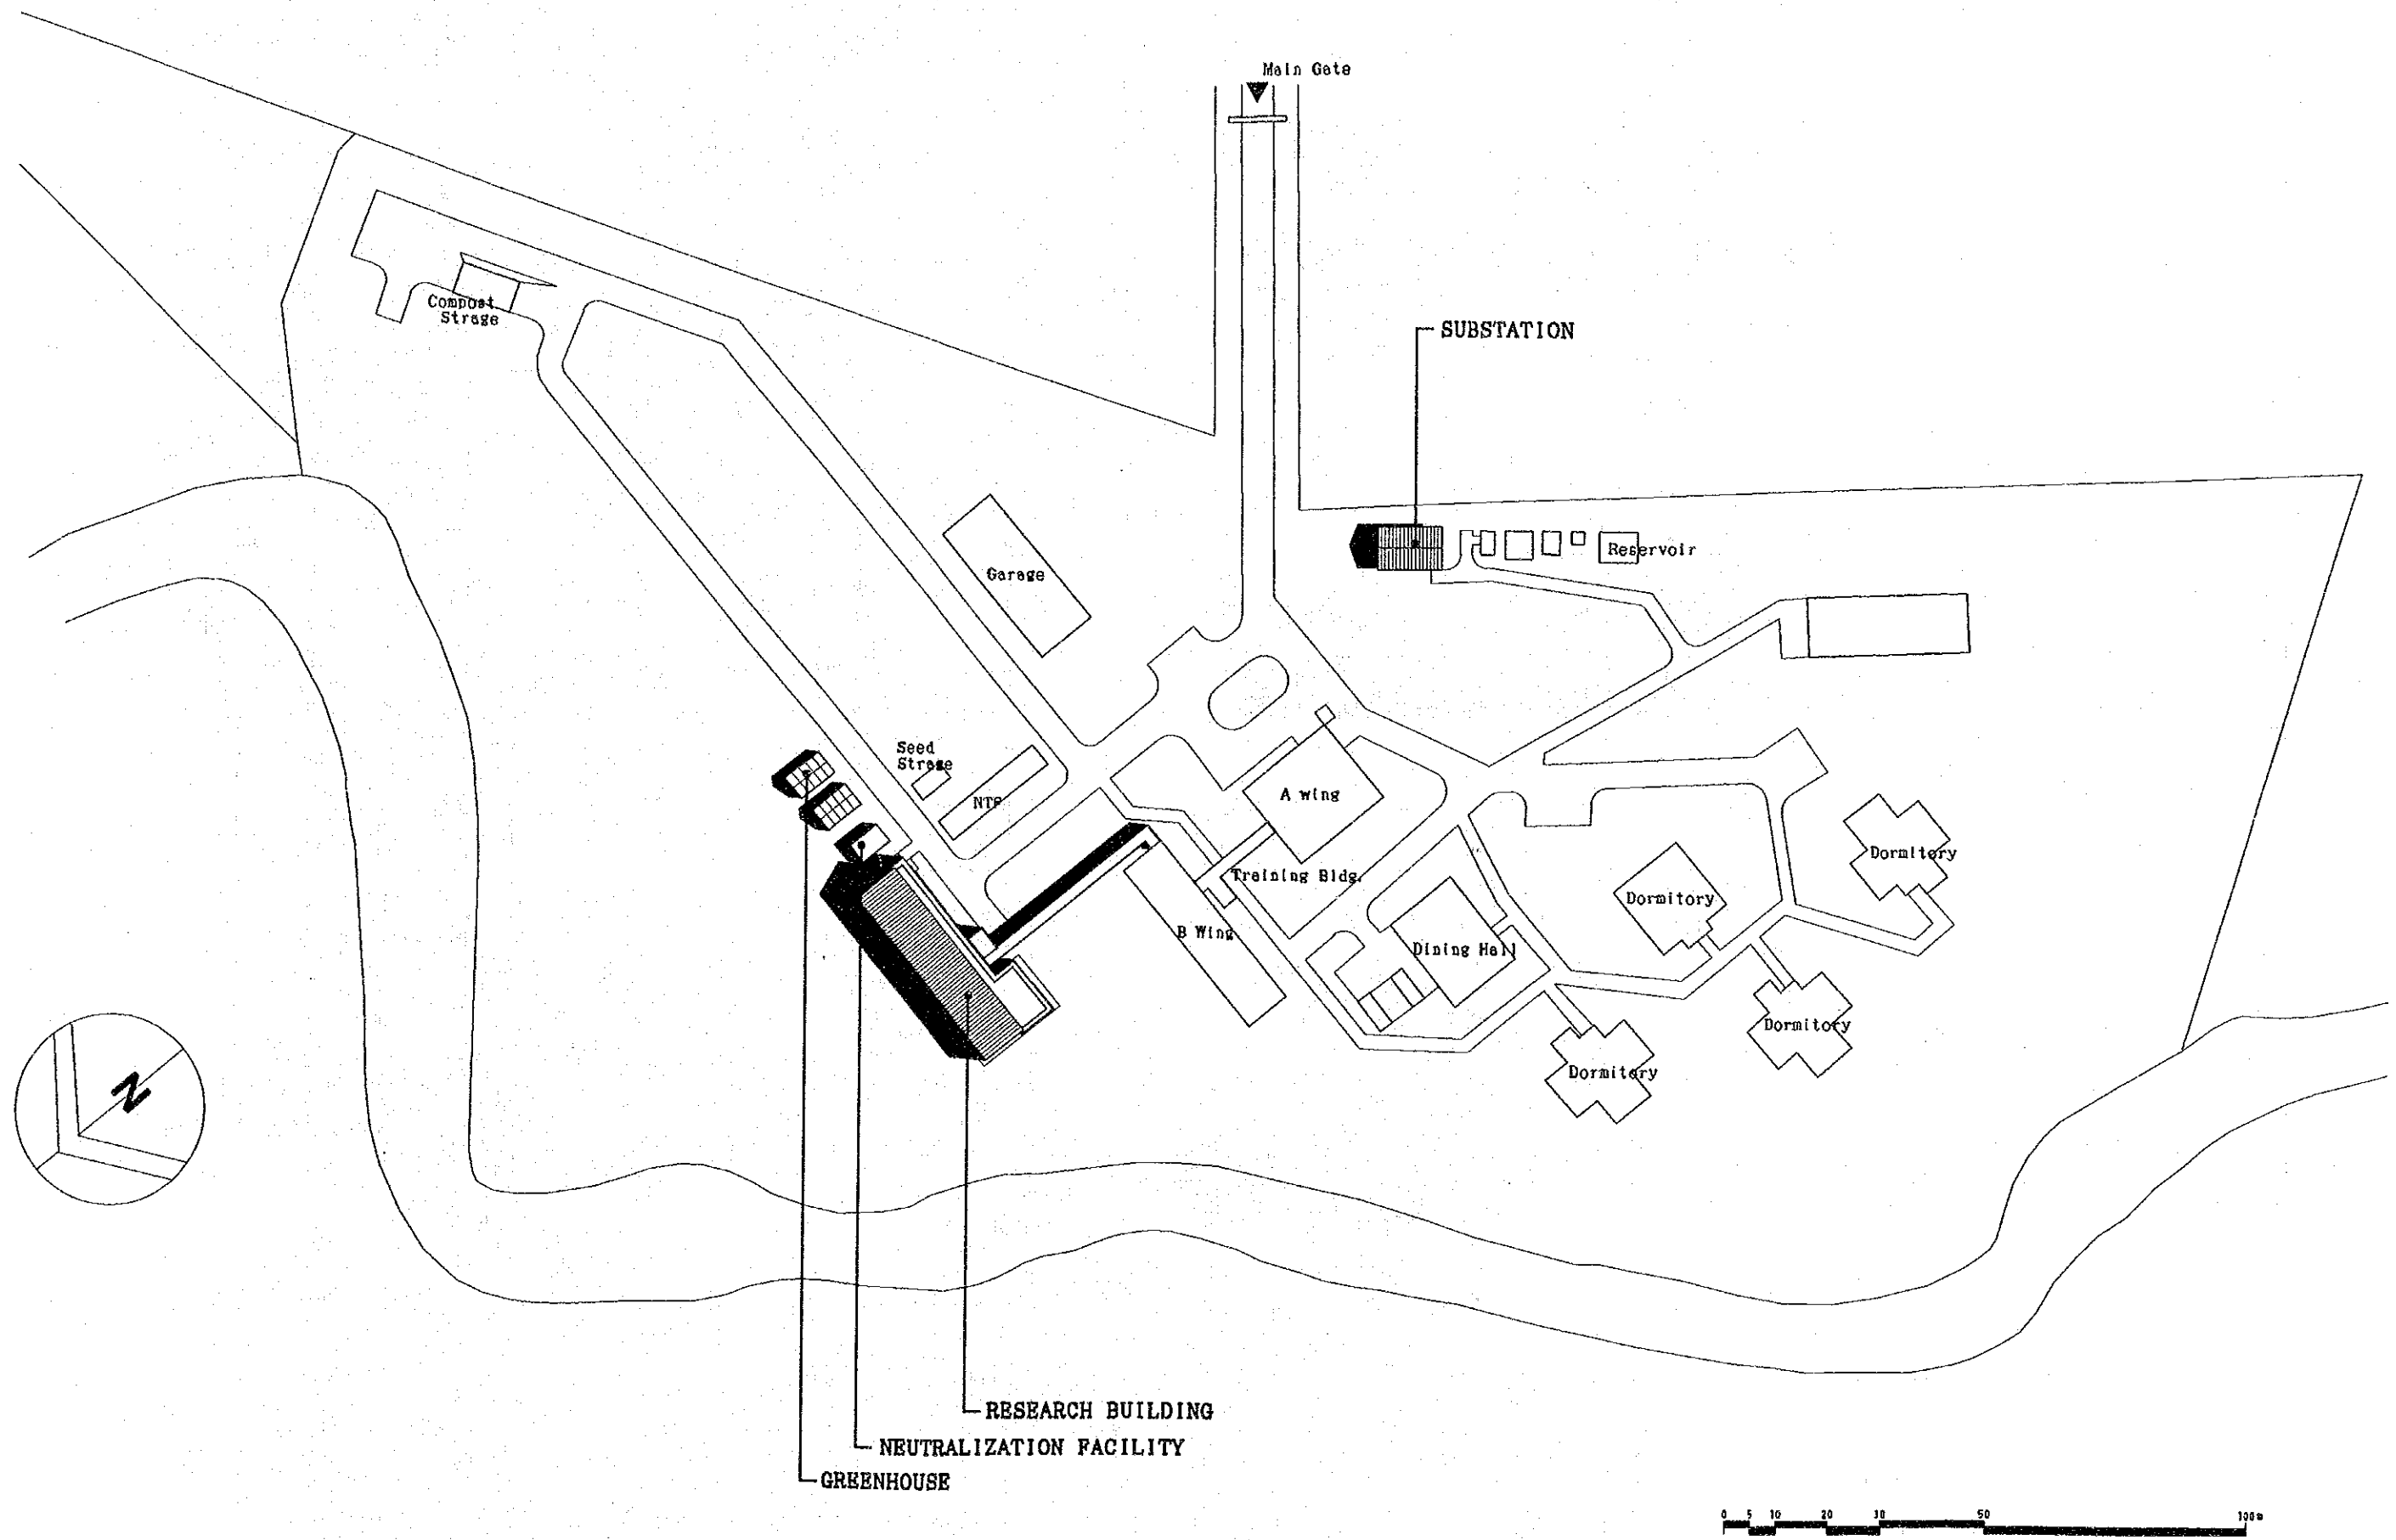 Main Gate
SUBSTATION
Compost
Strage
Reservoir
Garage
Seed
Strage
NTF
A wing
Training Bldg.
B Wing
Dining Hall
Dormitory
Dormitory
Dormitory
Dormitory
N
RESEARCH BUILDING
NEUTRALIZATION FACILITY
GREENHOUSE
0 5 10 20 30 50 100m